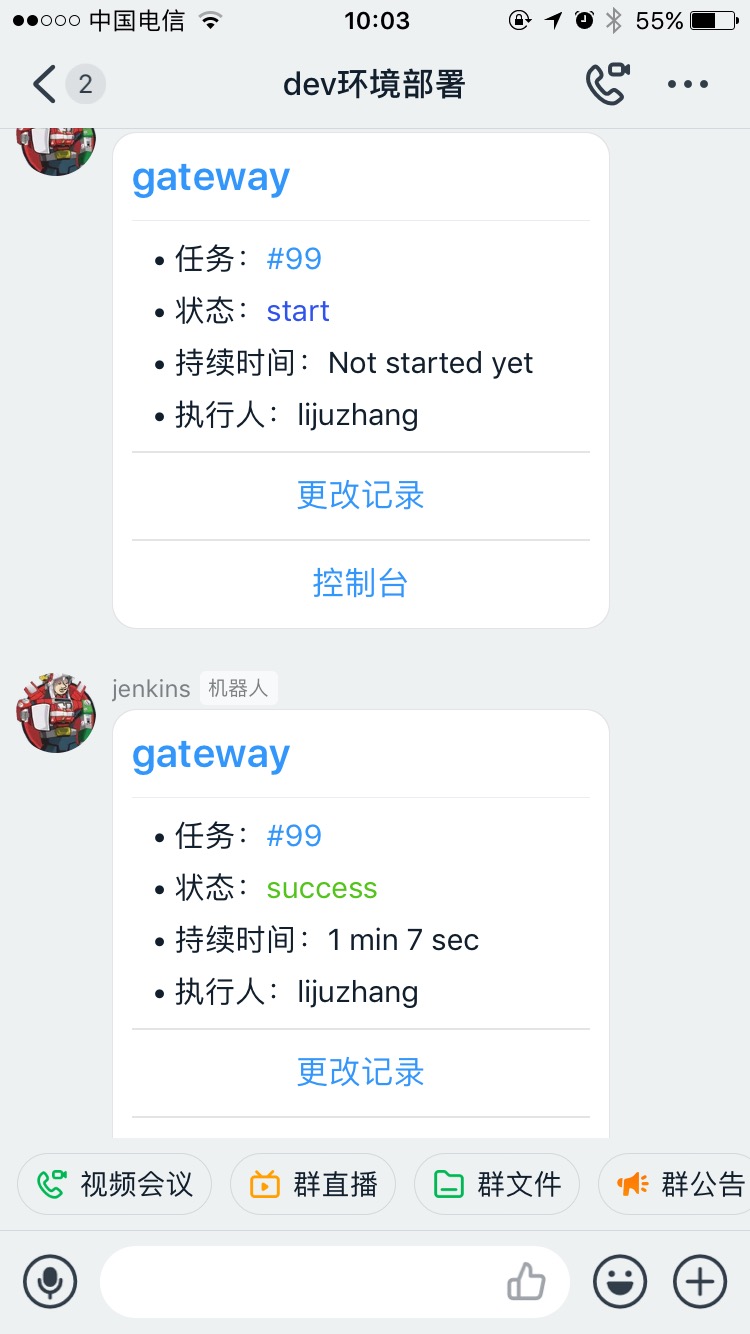 中国电信
10:03
55%
2
dev环境部署
gateway
• 任务：#99
• 状态：start
• 持续时间：Not started yet
• 执行人：lijuzhang
更改记录
控制台
jenkins 机器人
gateway
• 任务：#99
• 状态：success
• 持续时间：1 min 7 sec
• 执行人：lijuzhang
更改记录
视频会议 群直播 群文件 群公告